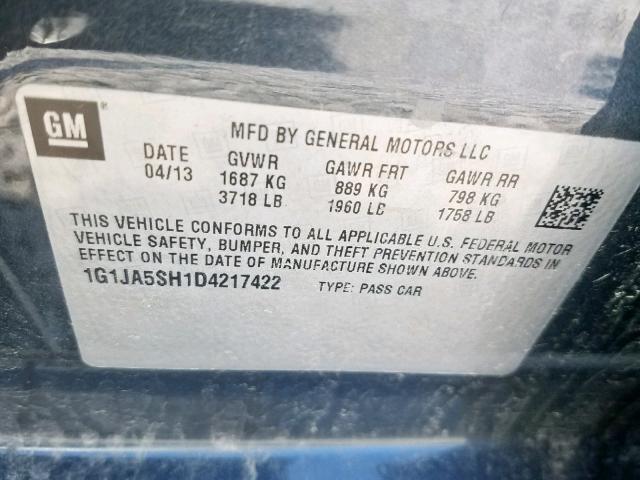 GM®
MFD BY GENERAL MOTORS LLC
DATE GVWR GAWR FRT GAWR RR
04/13 1687 KG 889 KG 798 KG
3718 LB 1960 LB 1758 LB
THIS VEHICLE CONFORMS TO ALL APPLICABLE U.S. FEDERAL MOTOR
VEHICLE SAFETY, BUMPER, AND THEFT PREVENTION STANDARDS IN
EFFECT ON THE DATE OF MANUFACTURE SHOWN ABOVE.
1G1JA5SH1D4217422 TYPE: PASS CAR